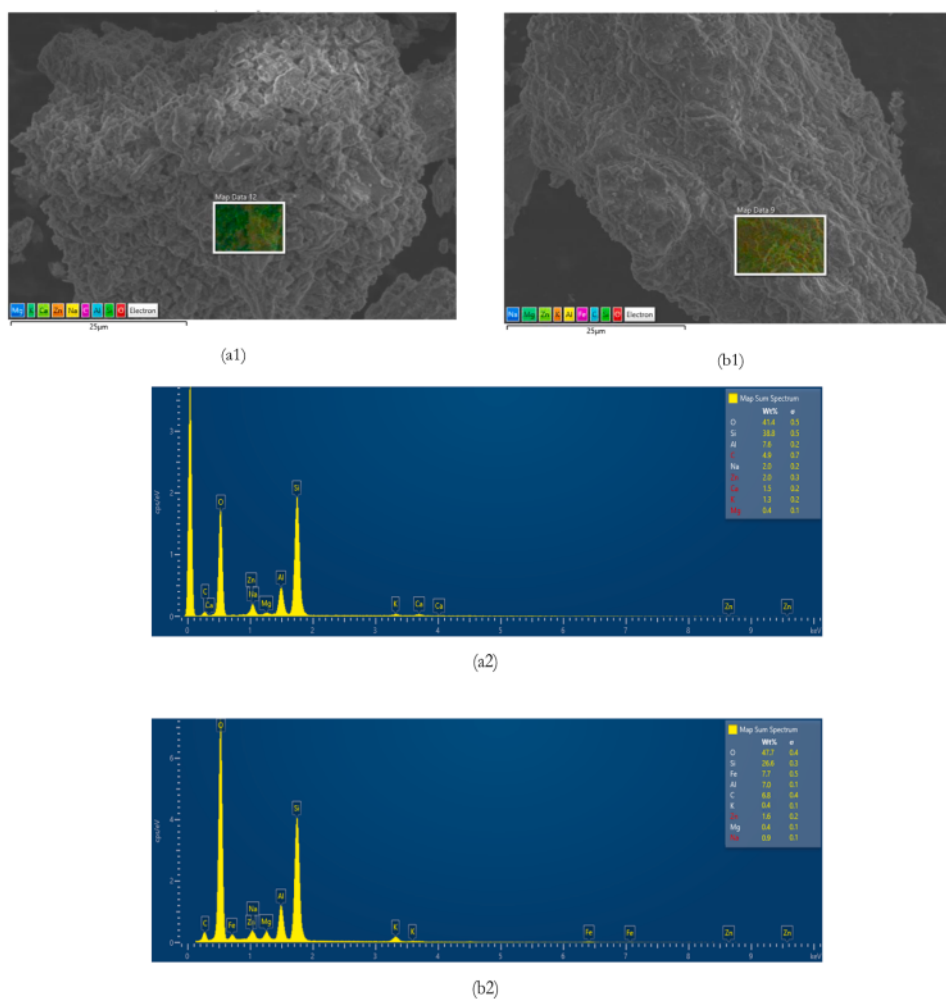 Map Data 12
Mg K Ca Zn Na C Al Si O Electron
25µm
(a1)
Map Data 9
Na Mg Zn K Al Fe C Si O Electron
25µm
(b1)
Map Sum Spectrum
Wt% σ
O 41.4 0.5
Si 38.8 0.5
Al 7.6 0.2
C 4.9 0.7
Na 2.0 0.2
Zn 2.0 0.3
Ca 1.5 0.2
K 1.3 0.2
Mg 0.4 0.1
cps/eV
3
2
1
0
O
Si
C
Ca
Zn
Na
Mg
Al
K
Ca
Ca
Zn
Zn
0 1 2 3 4 5 6 7 8 9 keV
(a2)
Map Sum Spectrum
Wt% σ
O 47.7 0.4
Si 26.6 0.3
Fe 7.7 0.5
Al 7.0 0.1
C 6.8 0.4
K 0.4 0.1
Zn 1.6 0.2
Mg 0.4 0.1
Na 0.9 0.1
cps/eV
6
4
2
0
O
Si
C
Fe
Na
Zn
Mg
Al
K
K
Fe
Fe
Zn
Zn
0 1 2 3 4 5 6 7 8 9 keV
(b2)